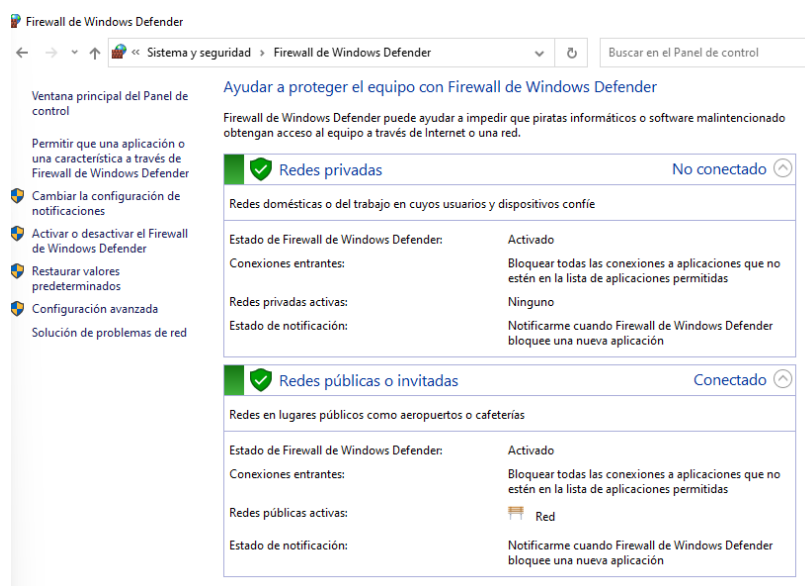 Firewall de Windows Defender
« Sistema y seguridad > Firewall de Windows Defender
Buscar en el Panel de control
Ventana principal del Panel de
control
Permitir que una aplicación o
una característica a través de
Firewall de Windows Defender
Cambiar la configuración de
notificaciones
Activar o desactivar el Firewall
de Windows Defender
Restaurar valores
predeterminados
Configuración avanzada
Solución de problemas de red
Ayudar a proteger el equipo con Firewall de Windows Defender
Firewall de Windows Defender puede ayudar a impedir que piratas informáticos o software malintencionado
obtengan acceso al equipo a través de Internet o una red.
Redes privadas No conectado
Redes domésticas o del trabajo en cuyos usuarios y dispositivos confíe
Estado de Firewall de Windows Defender: Activado
Conexiones entrantes: Bloquear todas las conexiones a aplicaciones que no
estén en la lista de aplicaciones permitidas
Redes privadas activas: Ninguno
Estado de notificación: Notificarme cuando Firewall de Windows Defender
bloquee una nueva aplicación
Redes públicas o invitadas Conectado
Redes en lugares públicos como aeropuertos o cafeterías
Estado de Firewall de Windows Defender: Activado
Conexiones entrantes: Bloquear todas las conexiones a aplicaciones que no
estén en la lista de aplicaciones permitidas
Redes públicas activas: Red
Estado de notificación: Notificarme cuando Firewall de Windows Defender
bloquee una nueva aplicación